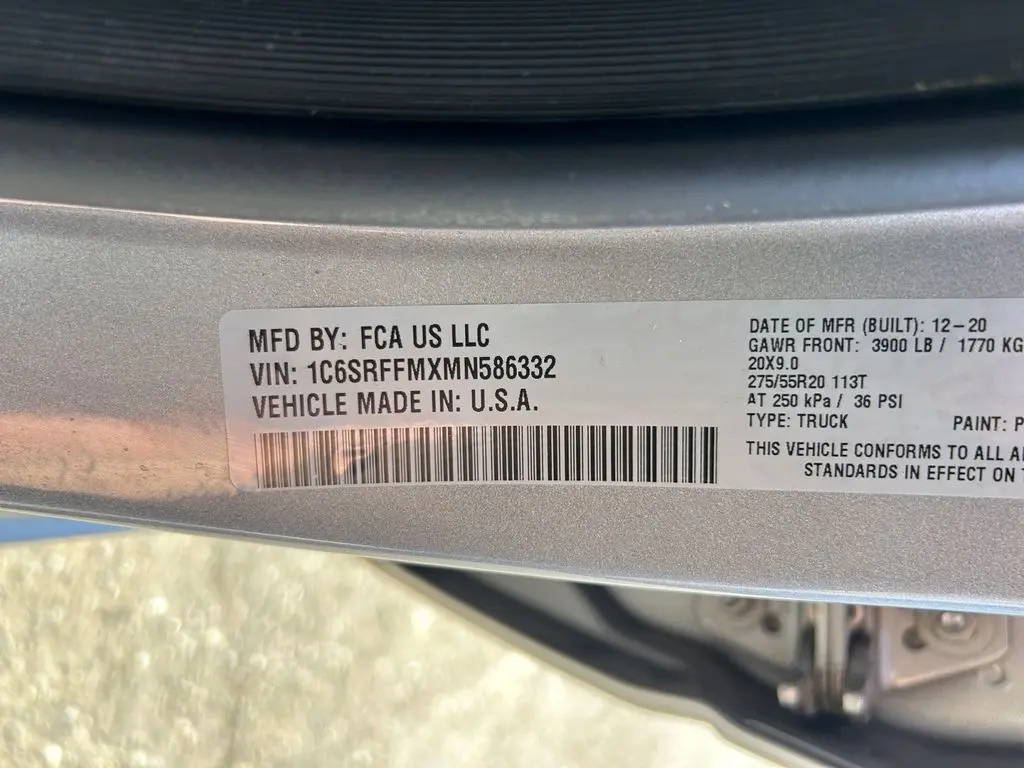 MFD BY: FCA US LLC
VIN: 1C6SRFFMXMN586332
VEHICLE MADE IN: U.S.A.
DATE OF MFR (BUILT): 12-20
GAWR FRONT: 3900 LB / 1770 KG
20X9.0
275/55R20 113T
AT 250 kPa / 36 PSI
TYPE: TRUCK PAINT: P
THIS VEHICLE CONFORMS TO ALL
STANDARDS IN EFFECT ON